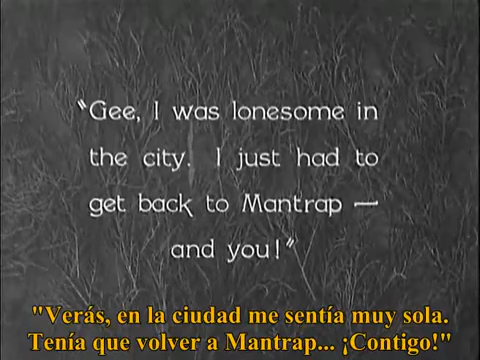 “Gee, I was lonesome in
the city. I just had to
get back to Mantrap —
and you!”
"Verás, en la ciudad me sentía muy sola.
Tenía que volver a Mantrap... ¡Contigo!"